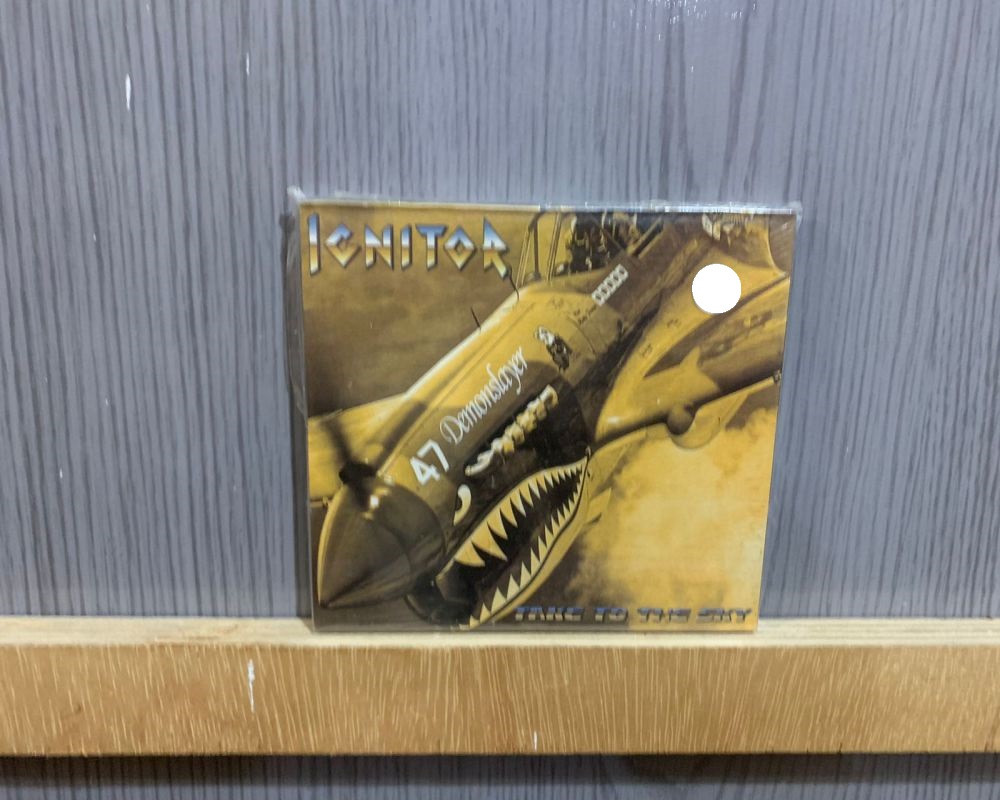 IGNITOR
47 Demonslayer
TAKE TO THE SKY